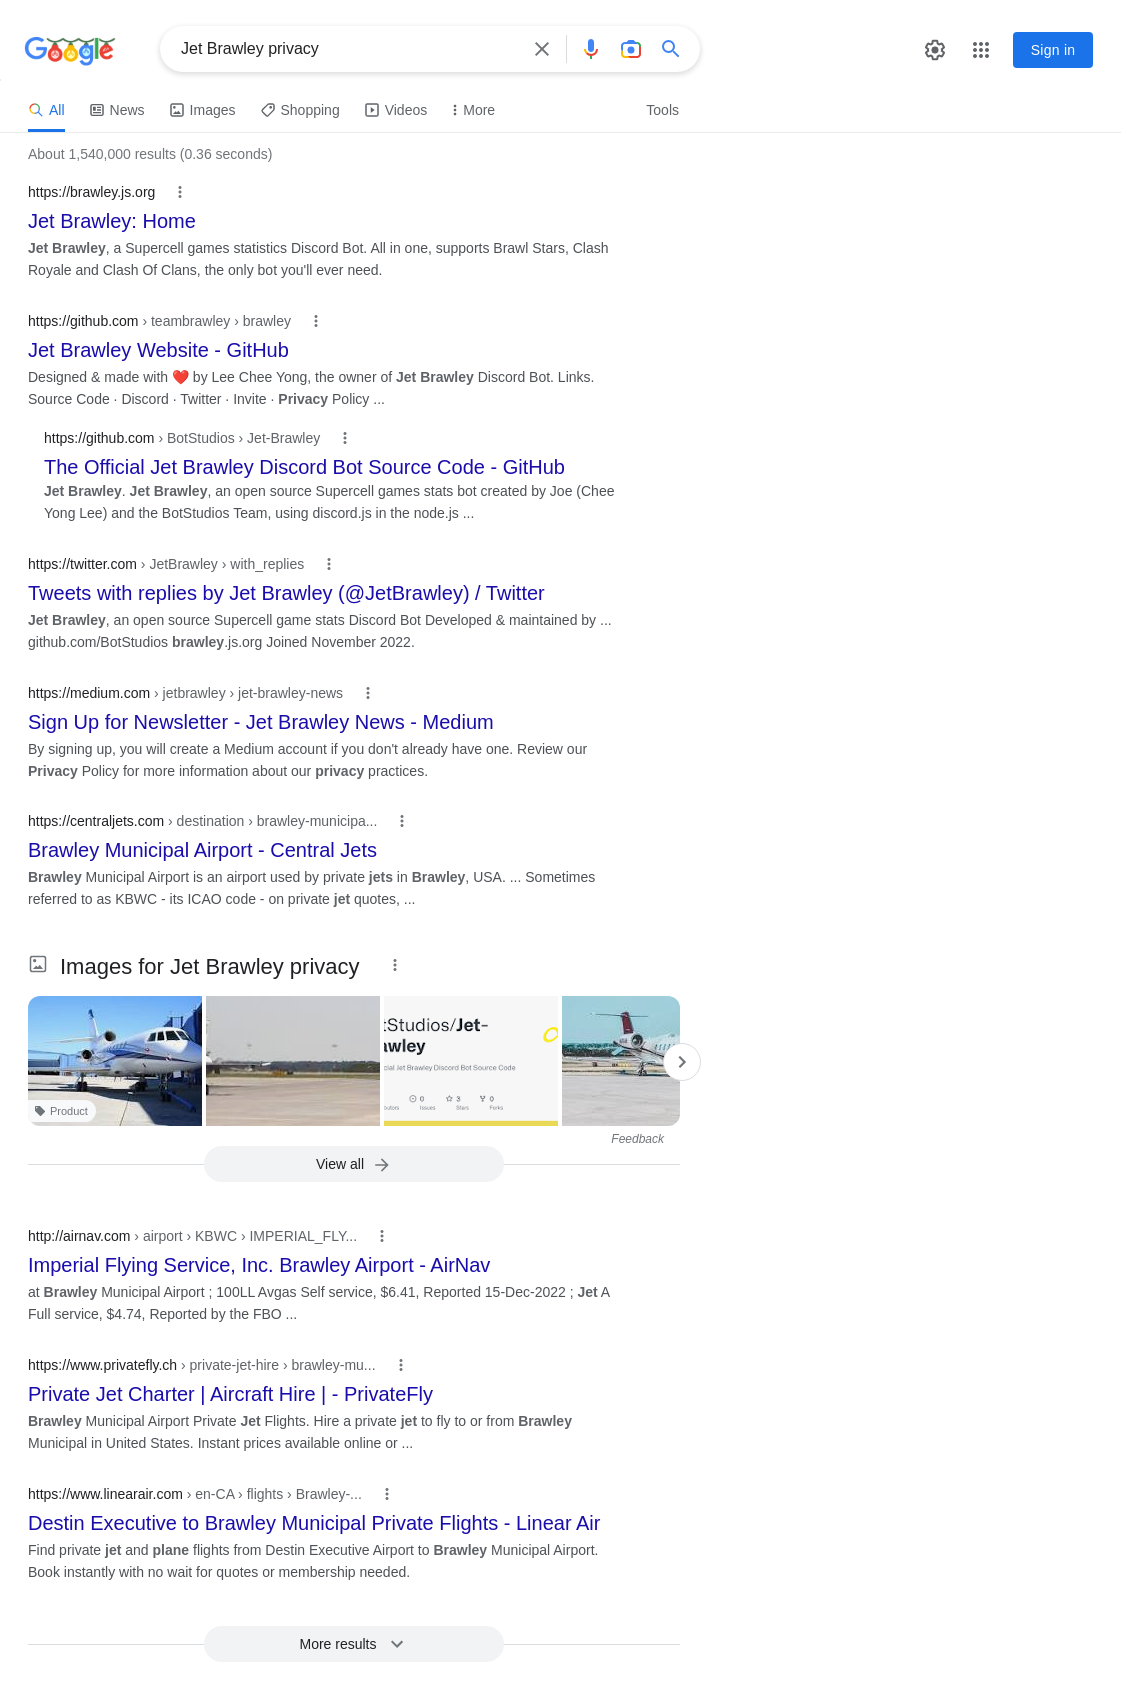 Google
Jet Brawley privacy
Sign in
All
News
Images
Shopping
Videos
More
Tools
About 1,540,000 results (0.36 seconds)
https://brawley.js.org
Jet Brawley: Home
Jet Brawley, a Supercell games statistics Discord Bot. All in one, supports Brawl Stars, Clash
Royale and Clash Of Clans, the only bot you'll ever need.
https://github.com › teambrawley › brawley
Jet Brawley Website - GitHub
Designed & made with ❤️ by Lee Chee Yong, the owner of Jet Brawley Discord Bot. Links.
Source Code · Discord · Twitter · Invite · Privacy Policy ...
https://github.com › BotStudios › Jet-Brawley
The Official Jet Brawley Discord Bot Source Code - GitHub
Jet Brawley. Jet Brawley, an open source Supercell games stats bot created by Joe (Chee
Yong Lee) and the BotStudios Team, using discord.js in the node.js ...
https://twitter.com › JetBrawley › with_replies
Tweets with replies by Jet Brawley (@JetBrawley) / Twitter
Jet Brawley, an open source Supercell game stats Discord Bot Developed & maintained by ...
github.com/BotStudios brawley.js.org Joined November 2022.
https://medium.com › jetbrawley › jet-brawley-news
Sign Up for Newsletter - Jet Brawley News - Medium
By signing up, you will create a Medium account if you don't already have one. Review our
Privacy Policy for more information about our privacy practices.
https://centraljets.com › destination › brawley-municipa...
Brawley Municipal Airport - Central Jets
Brawley Municipal Airport is an airport used by private jets in Brawley, USA. ... Sometimes
referred to as KBWC - its ICAO code - on private jet quotes, ...
Images for Jet Brawley privacy
tStudios/Jet-
awley
cial Jet Brawley Discord Bot Source Code
0
3
0
butors
Issues
Stars
Forks
Product
Feedback
View all
http://airnav.com › airport › KBWC › IMPERIAL_FLY...
Imperial Flying Service, Inc. Brawley Airport - AirNav
at Brawley Municipal Airport ; 100LL Avgas Self service, $6.41, Reported 15-Dec-2022 ; Jet A
Full service, $4.74, Reported by the FBO ...
https://www.privatefly.ch › private-jet-hire › brawley-mu...
Private Jet Charter | Aircraft Hire | - PrivateFly
Brawley Municipal Airport Private Jet Flights. Hire a private jet to fly to or from Brawley
Municipal in United States. Instant prices available online or ...
https://www.linearair.com › en-CA › flights › Brawley-...
Destin Executive to Brawley Municipal Private Flights - Linear Air
Find private jet and plane flights from Destin Executive Airport to Brawley Municipal Airport.
Book instantly with no wait for quotes or membership needed.
More results